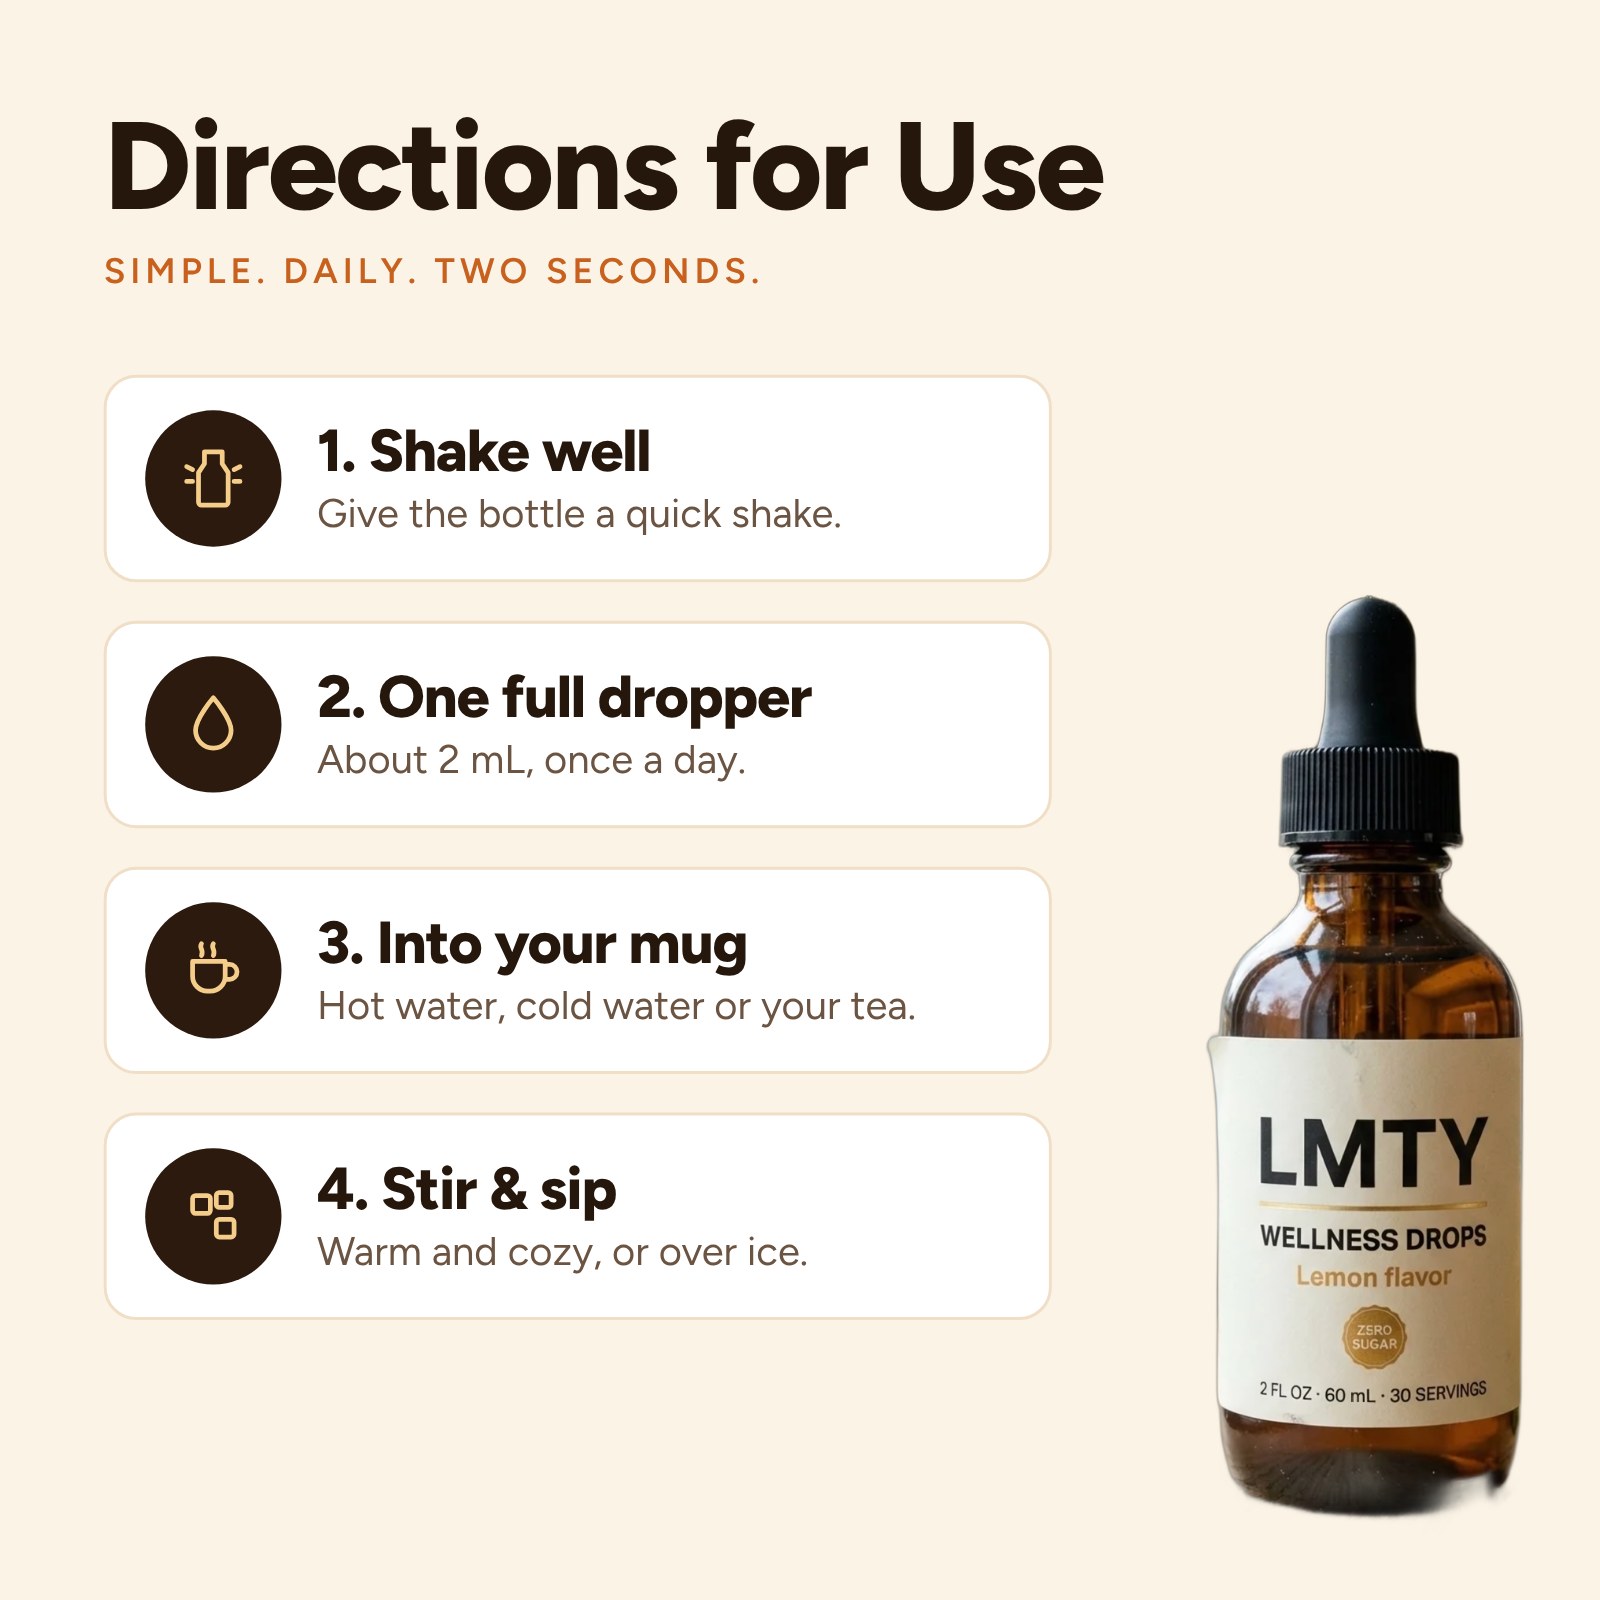 Directions for Use
SIMPLE. DAILY. TWO SECONDS.
1. Shake well
Give the bottle a quick shake.
2. One full dropper
About 2 mL, once a day.
3. Into your mug
Hot water, cold water or your tea.
4. Stir & sip
Warm and cozy, or over ice.
LMTY
WELLNESS DROPS
Lemon flavor
ZSRO
SUGAR
2 FL OZ · 60 mL · 30 SERVINGS